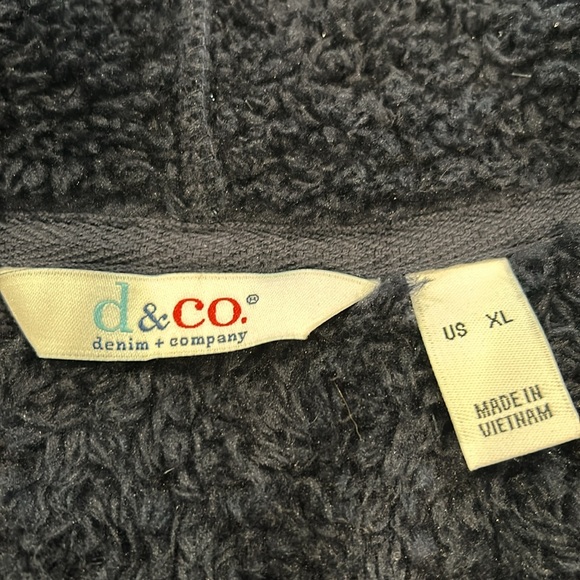 d&co.®
denim + company
US XL
MADE IN
VIETNAM